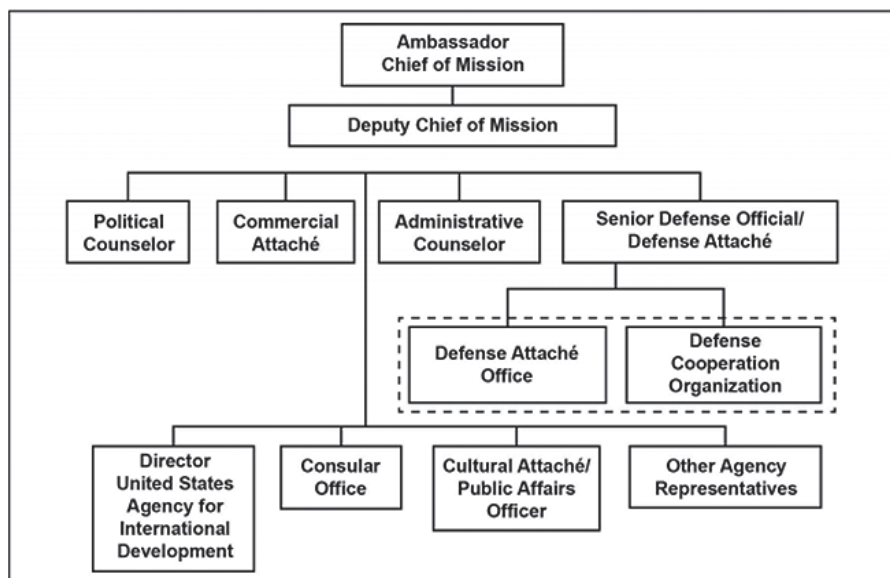 Ambassador
Chief of Mission
Deputy Chief of Mission
Political
Counselor
Commercial
Attaché
Administrative
Counselor
Senior Defense Official/
Defense Attaché
Defense Attaché
Office
Defense
Cooperation
Organization
Director
United States
Agency for
International
Development
Consular
Office
Cultural Attaché/
Public Affairs
Officer
Other Agency
Representatives